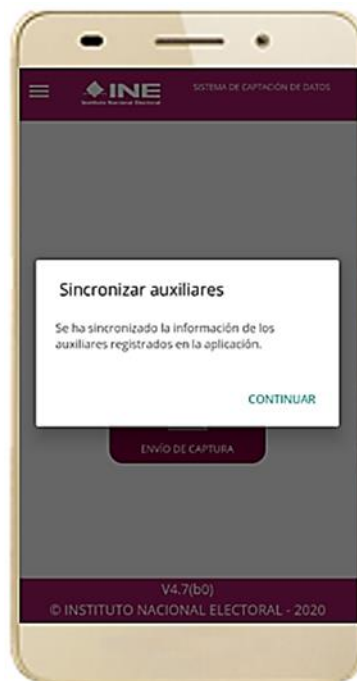 INE
Instituto Nacional Electoral
SISTEMA DE CAPTACIÓN DE DATOS
Sincronizar auxiliares
Se ha sincronizado la información de los
auxiliares registrados en la aplicación.
CONTINUAR
ENVÍO DE CAPTURA
V4.7(b0)
© INSTITUTO NACIONAL ELECTORAL - 2020